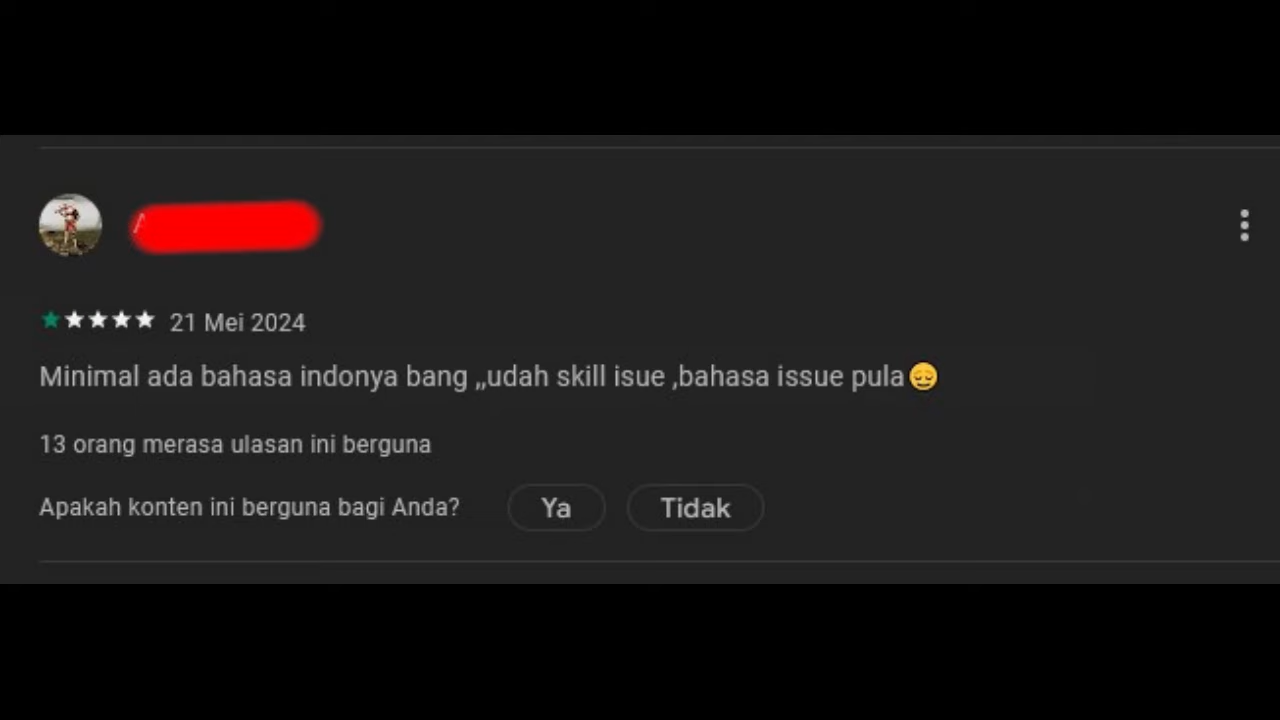 21 Mei 2024
Minimal ada bahasa indonya bang ,,udah skill isue ,bahasa issue pula😌
13 orang merasa ulasan ini berguna
Apakah konten ini berguna bagi Anda? Ya Tidak